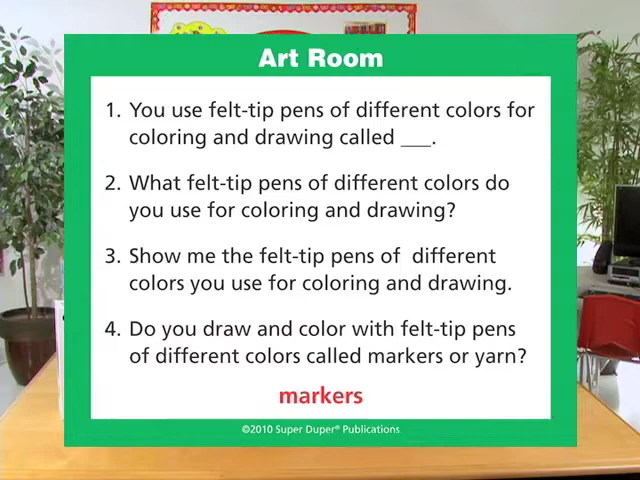 Art Room
1. You use felt-tip pens of different colors for
coloring and drawing called ___.
2. What felt-tip pens of different colors do
you use for coloring and drawing?
3. Show me the felt-tip pens of  different
colors you use for coloring and drawing.
4. Do you draw and color with felt-tip pens
of different colors called markers or yarn?
markers
©2010 Super Duper® Publications